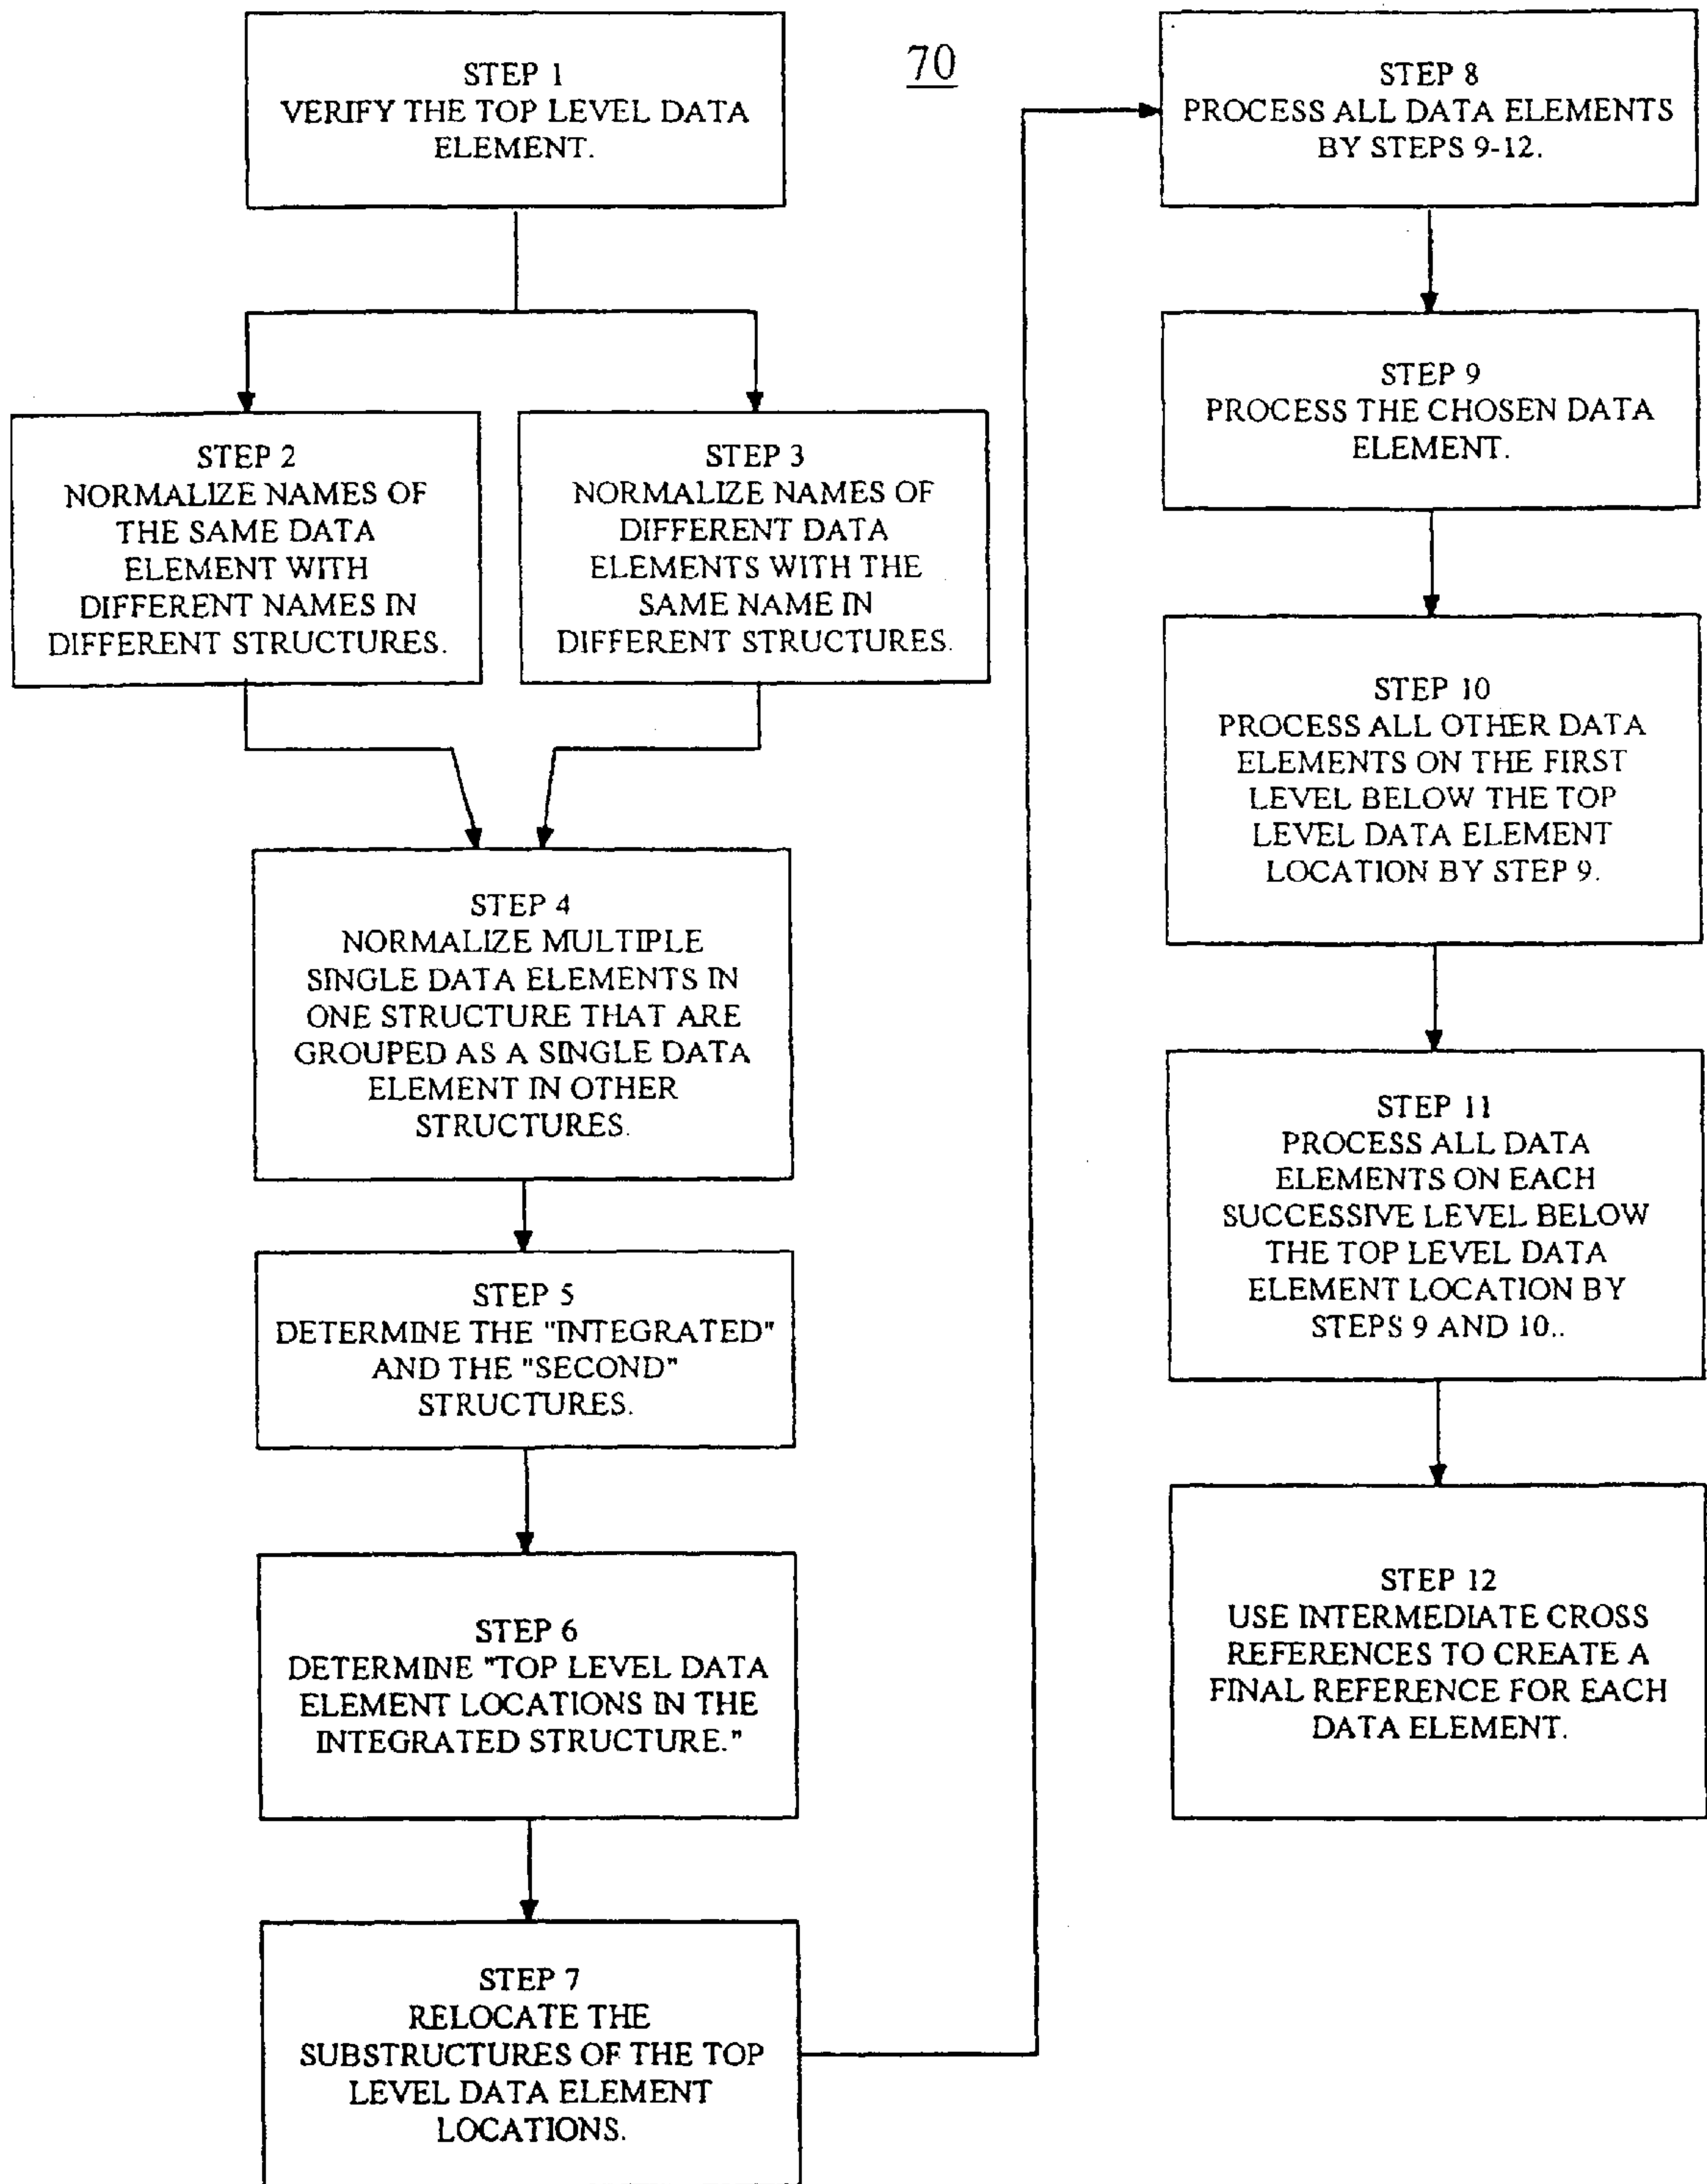 70
STEP 1
VERIFY THE TOP LEVEL DATA
ELEMENT.
STEP 2
NORMALIZE NAMES OF
THE SAME DATA
ELEMENT WITH
DIFFERENT NAMES IN
DIFFERENT STRUCTURES.
STEP 3
NORMALIZE NAMES OF
DIFFERENT DATA
ELEMENTS WITH THE
SAME NAME IN
DIFFERENT STRUCTURES.
STEP 4
NORMALIZE MULTIPLE
SINGLE DATA ELEMENTS IN
ONE STRUCTURE THAT ARE
GROUPED AS A SINGLE DATA
ELEMENT IN OTHER
STRUCTURES.
STEP 5
DETERMINE THE "INTEGRATED"
AND THE "SECOND"
STRUCTURES.
STEP 6
DETERMINE "TOP LEVEL DATA
ELEMENT LOCATIONS IN THE
INTEGRATED STRUCTURE."
STEP 7
RELOCATE THE
SUBSTRUCTURES OF THE TOP
LEVEL DATA ELEMENT
LOCATIONS.
STEP 8
PROCESS ALL DATA ELEMENTS
BY STEPS 9-12.
STEP 9
PROCESS THE CHOSEN DATA
ELEMENT.
STEP 10
PROCESS ALL OTHER DATA
ELEMENTS ON THE FIRST
LEVEL BELOW THE TOP
LEVEL DATA ELEMENT
LOCATION BY STEP 9.
STEP 11
PROCESS ALL DATA
ELEMENTS ON EACH
SUCCESSIVE LEVEL BELOW
THE TOP LEVEL DATA
ELEMENT LOCATION BY
STEPS 9 AND 10..
STEP 12
USE INTERMEDIATE CROSS
REFERENCES TO CREATE A
FINAL REFERENCE FOR EACH
DATA ELEMENT.